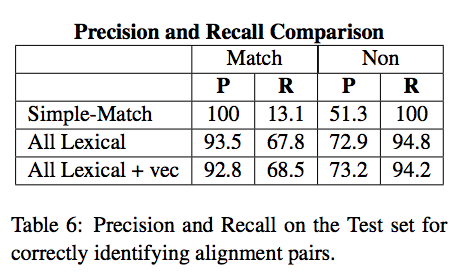 Precision and Recall Comparison
Match Non
P R P R
Simple-Match 100 13.1 51.3 100
All Lexical 93.5 67.8 72.9 94.8
All Lexical + vec 92.8 68.5 73.2 94.2
Table 6: Precision and Recall on the Test set for
correctly identifying alignment pairs.